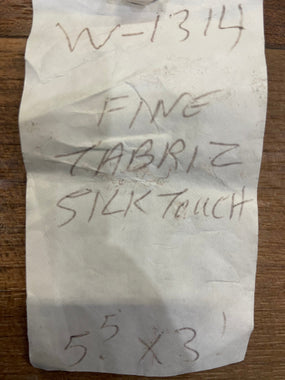 W-1314
FINE
TABRIZ
SILK TOUCH
5.5 X 3'